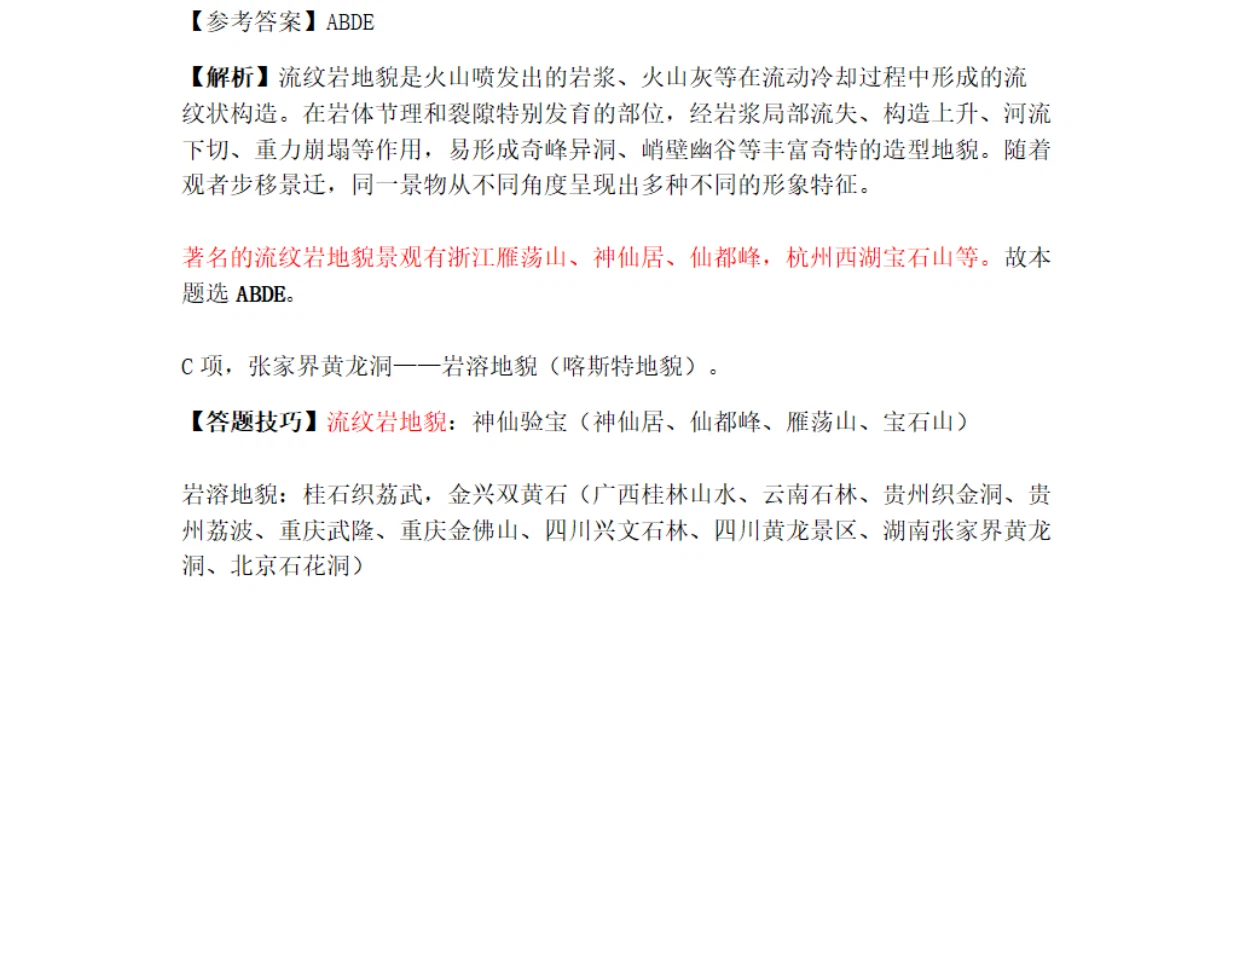 【参考答案】ABDE
【解析】流纹岩地貌是火山喷发出的岩浆、火山灰等在流动冷却过程中形成的流
纹状构造。在岩体节理和裂隙特别发育的部位，经岩浆局部流失、构造上升、河流
下切、重力崩塌等作用，易形成奇峰异洞、峭壁幽谷等丰富奇特的造型地貌。随着
观者步移景迁，同一景物从不同角度呈现出多种不同的形象特征。
著名的流纹岩地貌景观有浙江雁荡山、神仙居、仙都峰，杭州西湖宝石山等。故本
题选 ABDE。
C 项，张家界黄龙洞——岩溶地貌（喀斯特地貌）。
【答题技巧】流纹岩地貌：神仙验宝（神仙居、仙都峰、雁荡山、宝石山）
岩溶地貌：桂石织荔武，金兴双黄石（广西桂林山水、云南石林、贵州织金洞、贵
州荔波、重庆武隆、重庆金佛山、四川兴文石林、四川黄龙景区、湖南张家界黄龙
洞、北京石花洞）